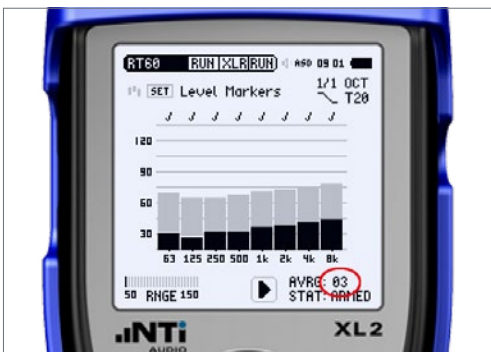 RT60 RUN XLR RUN ASD 09 01
SET Level Markers 1/1 OCT
T20
120
90
60
30
63 125 250 500 1k 2k 4k 8k
AVRG: 03
50 RNGE 150 STAT: ARMED
NTi XL2
AUDIO